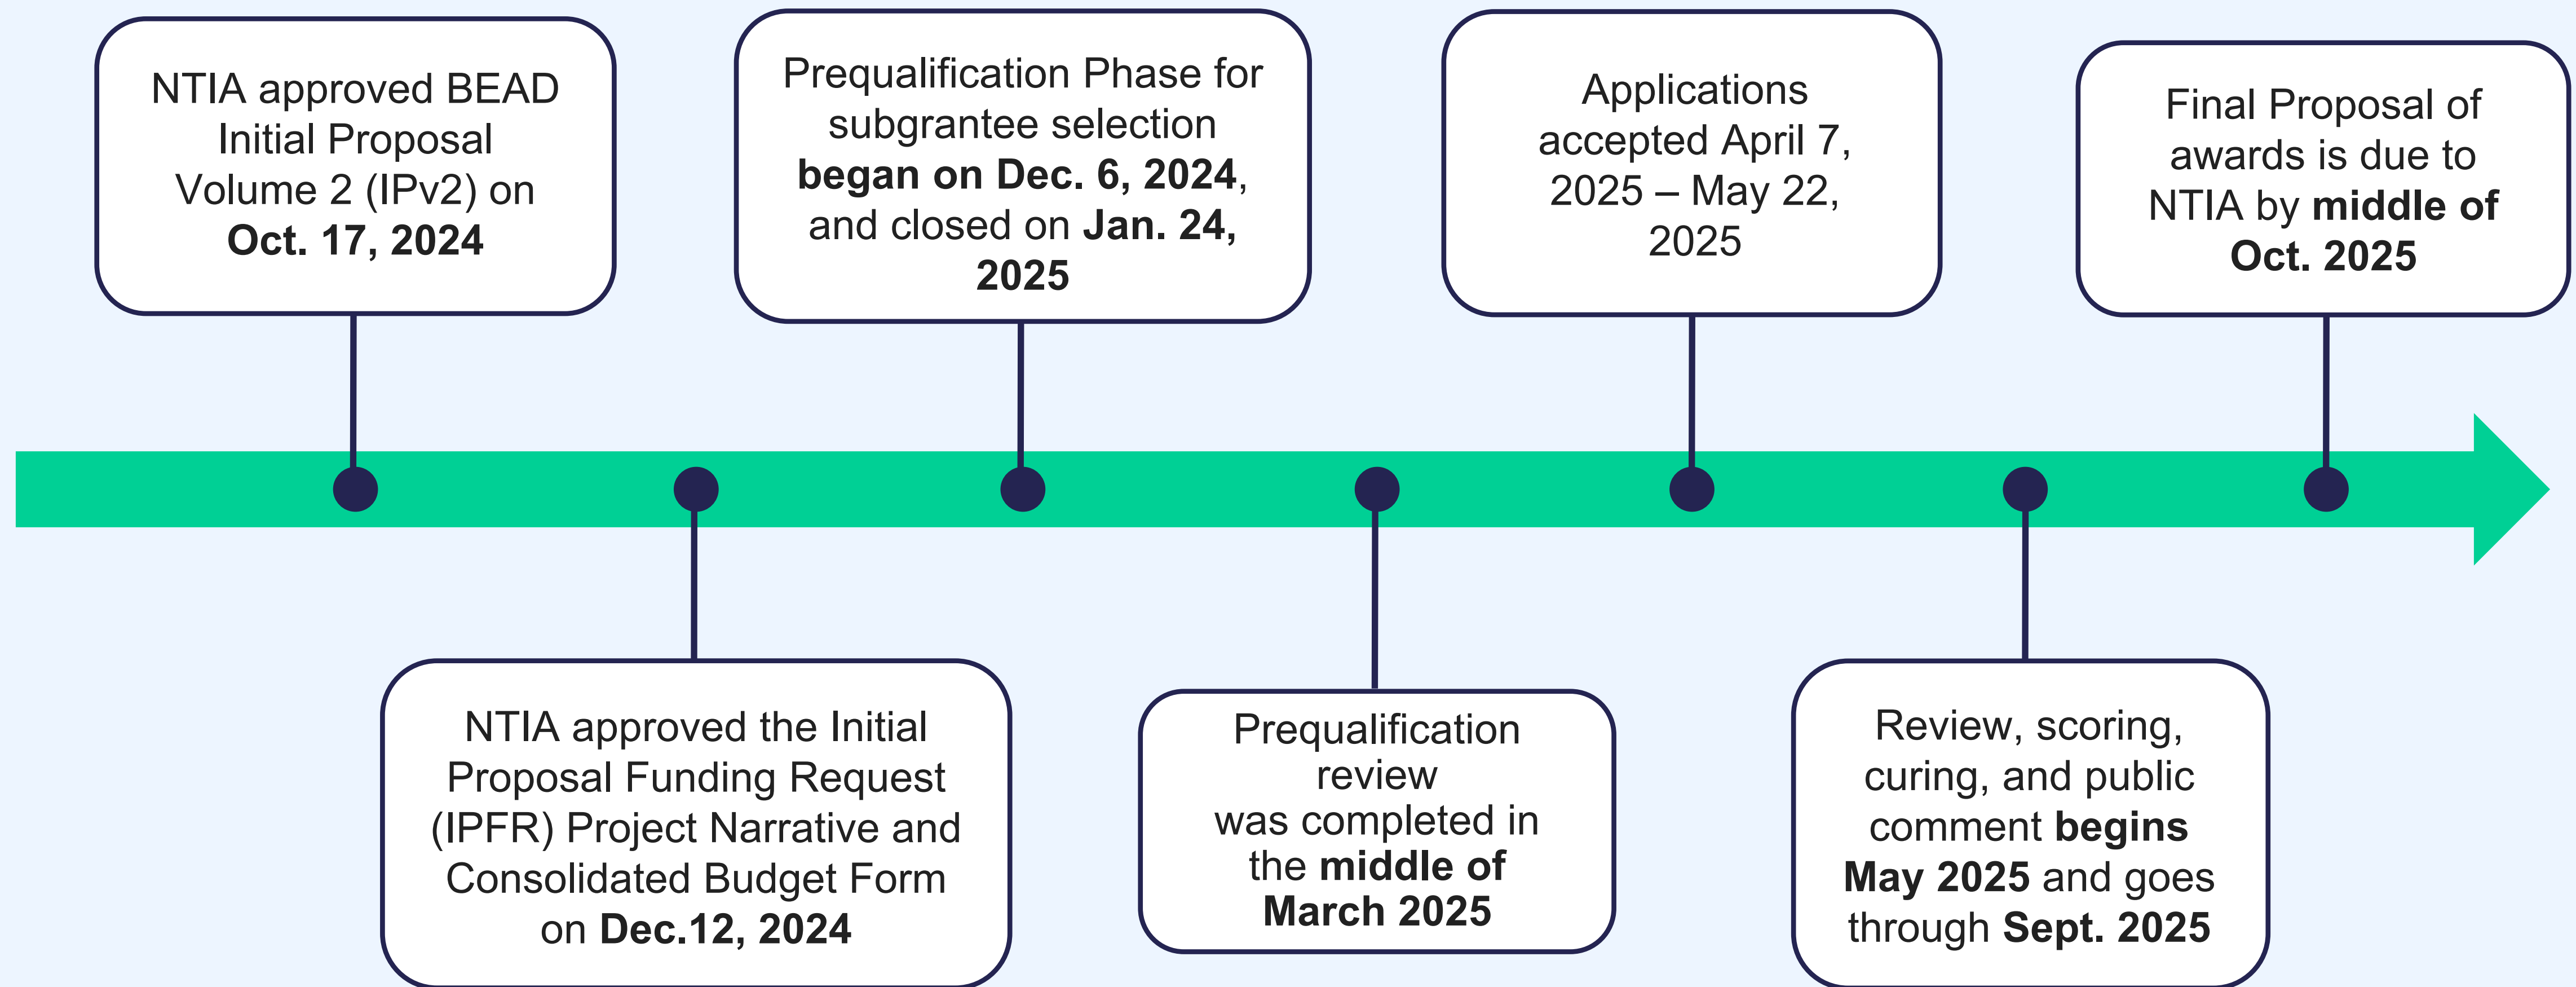 NTIA approved BEAD
Initial Proposal
Volume 2 (IPv2) on
Oct. 17, 2024
NTIA approved the Initial
Proposal Funding Request
(IPFR) Project Narrative and
Consolidated Budget Form
on Dec.12, 2024
Prequalification Phase for
subgrantee selection
began on Dec. 6, 2024,
and closed on Jan. 24,
2025
Prequalification
review
was completed in
the middle of
March 2025
Applications
accepted April 7,
2025 – May 22,
2025
Review, scoring,
curing, and public
comment begins
May 2025 and goes
through Sept. 2025
Final Proposal of
awards is due to
NTIA by middle of
Oct. 2025